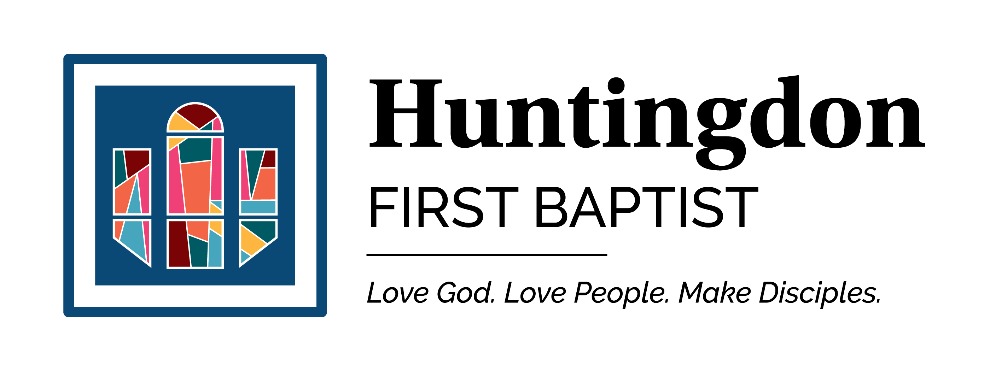 Huntingdon
FIRST BAPTIST
Love God. Love People. Make Disciples.